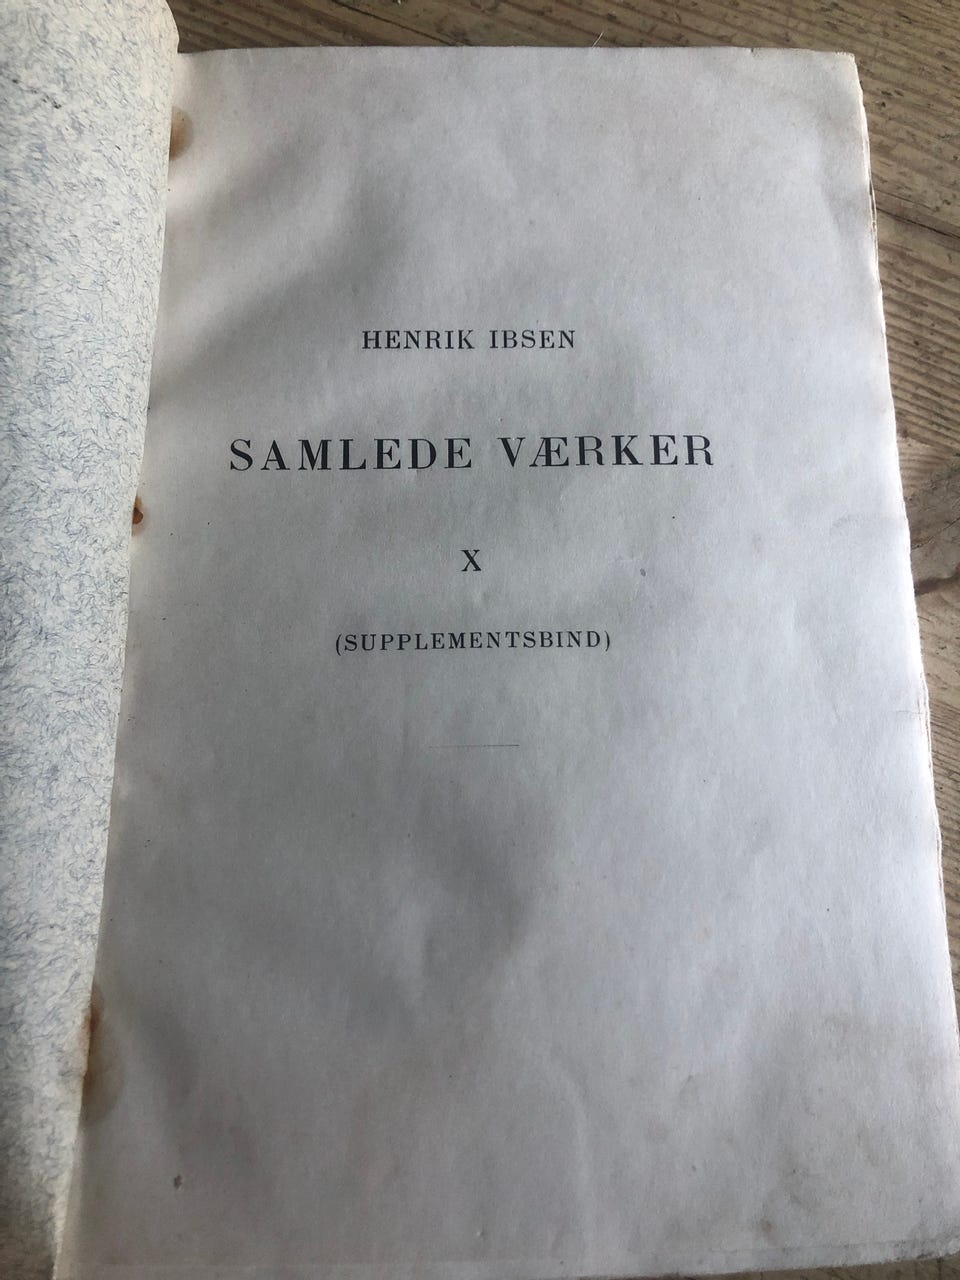 HENRIK IBSEN
SAMLEDE VÆRKER
X
(SUPPLEMENTSBIND)